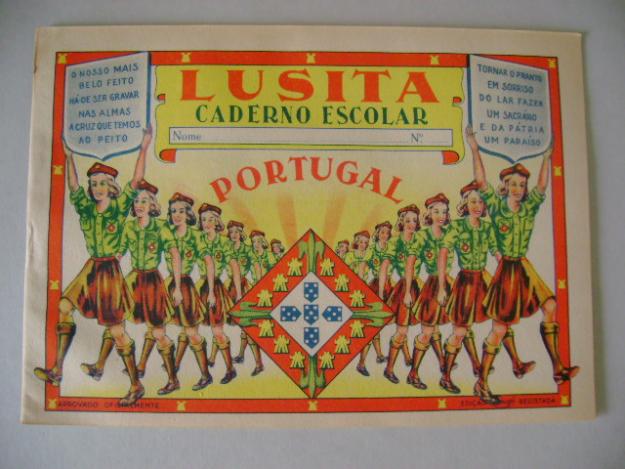 O NOSSO MAIS
BELO FEITO
HÁ-DE SER GRAVAR
NAS ALMAS
A CRUZ QUE TEMOS
AO PEITO
LUSITA
CADERNO ESCOLAR
Nome Nº
PORTUGAL
TORNAR O PRANTO
EM SORRISO
DO LAR FAZER
UM SACRÁRIO
E DA PÁTRIA
UM PARAÍSO
APROVADO OFICIALMENTE
EDIÇÃO REGISTADA